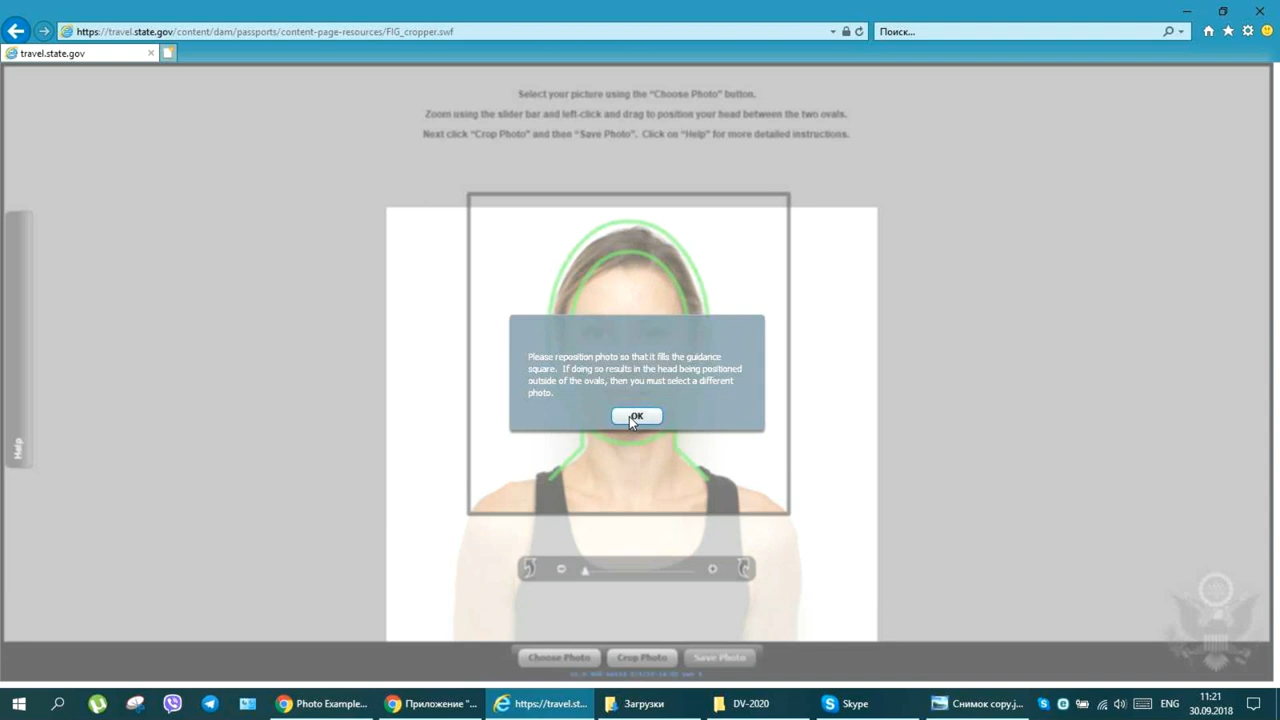 https://travel.state.gov/content/dam/passports/content-page-resources/FIG_cropper.swf
Поиск...
travel.state.gov
Select your picture using the “Choose Photo” button.
Zoom using the slider bar and left-click and drag to position your head between the two ovals.
Next click “Crop Photo” and then “Save Photo”. Click on “Help” for more detailed instructions.
Help
Please reposition photo so that it fills the guidance
square. If doing so results in the head being positioned
outside of the ovals, then you must select a different
photo.
OK
Choose Photo
Crop Photo
Save Photo
Photo Example...
Приложение "...
https://travel.st...
Загрузки
DV-2020
Skype
Снимок copy.j...
ENG
11:21
30.09.2018